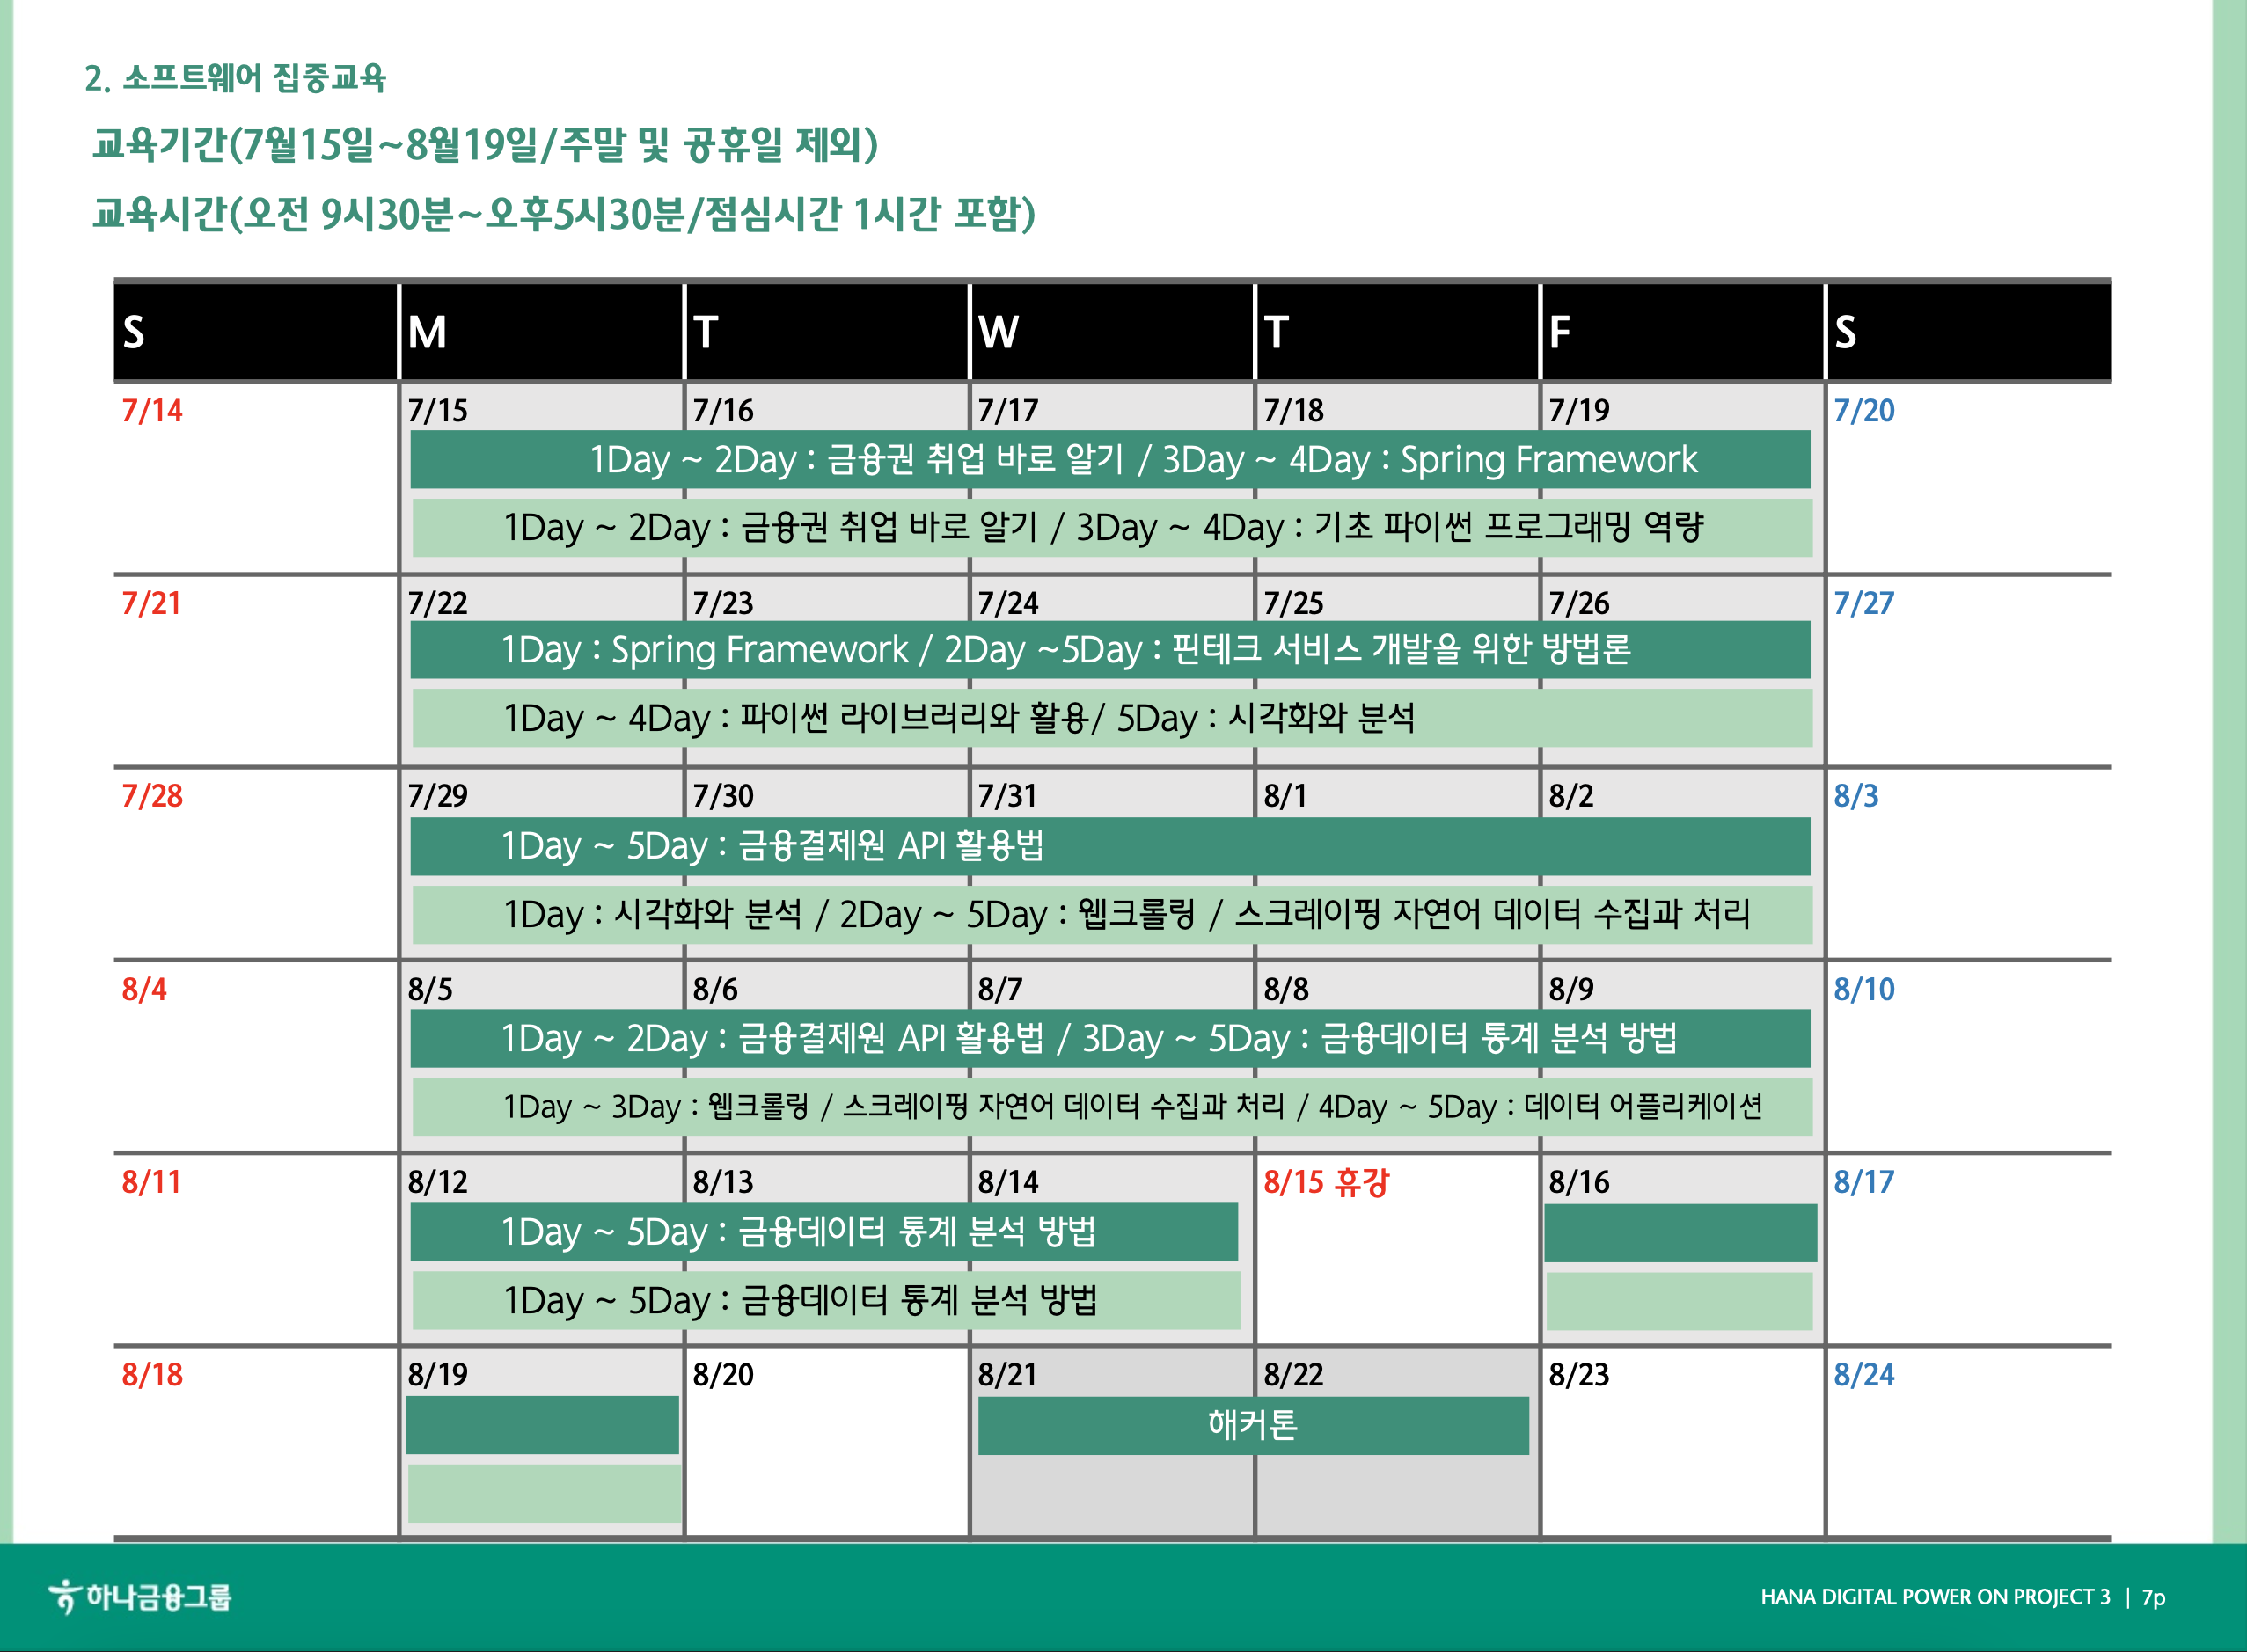 2. 소프트웨어 집중교육
교육기간(7월15일~8월19일/주말 및 공휴일 제외)
교육시간(오전 9시30분~오후5시30분/점심시간 1시간 포함)
S M T W T F S
7/14 7/15 7/16 7/17 7/18 7/19 7/20
1Day ~ 2Day : 금융권 취업 바로 알기 / 3Day ~ 4Day : Spring Framework
1Day ~ 2Day : 금융권 취업 바로 알기 / 3Day ~ 4Day : 기초 파이썬 프로그래밍 역량
7/21 7/22 7/23 7/24 7/25 7/26 7/27
1Day : Spring Framework / 2Day ~5Day : 핀테크 서비스 개발을 위한 방법론
1Day ~ 4Day : 파이썬 라이브러리와 활용/ 5Day : 시각화와 분석
7/28 7/29 7/30 7/31 8/1 8/2 8/3
1Day ~ 5Day : 금융결제원 API 활용법
1Day : 시각화와 분석 / 2Day ~ 5Day : 웹크롤링 / 스크레이핑 자연어 데이터 수집과 처리
8/4 8/5 8/6 8/7 8/8 8/9 8/10
1Day ~ 2Day : 금융결제원 API 활용법 / 3Day ~ 5Day : 금융데이터 통계 분석 방법
1Day ~ 3Day : 웹크롤링 / 스크레이핑 자연어 데이터 수집과 처리 / 4Day ~ 5Day : 데이터 어플리케이션
8/11 8/12 8/13 8/14 8/15 휴강 8/16 8/17
1Day ~ 5Day : 금융데이터 통계 분석 방법
1Day ~ 5Day : 금융데이터 통계 분석 방법
8/18 8/19 8/20 8/21 8/22 8/23 8/24
해커톤
하나금융그룹
HANA DIGITAL POWER ON PROJECT 3 | 7p